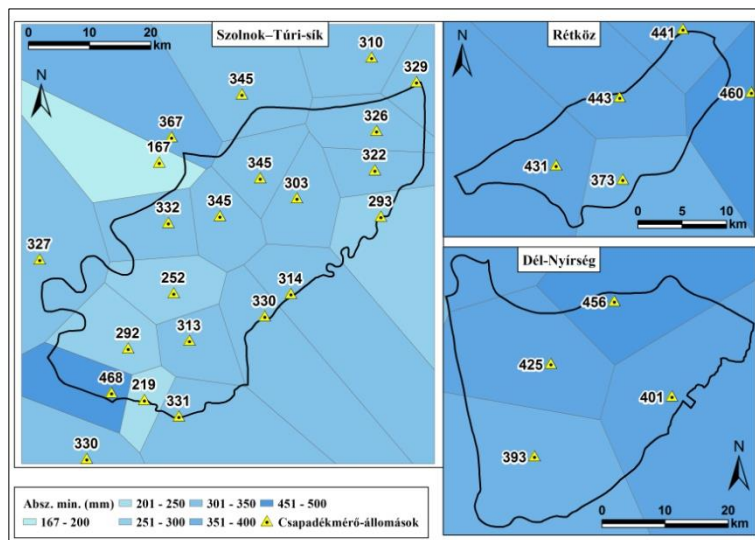 Szolnok–Túri-sík
0 10 20
km
N
310
329
345
326
367
167
322
345
303
293
332
345
327
252
314
330
313
292
468
219
331
330
Absz. min. (mm)
167 - 200
201 - 250
251 - 300
301 - 350
351 - 400
451 - 500
Csapadékmérő-állomások
Rétköz
N
441
460
443
431
373
0 5 10
km
Dél-Nyírség
456
425
401
393
N
0 10 20
km